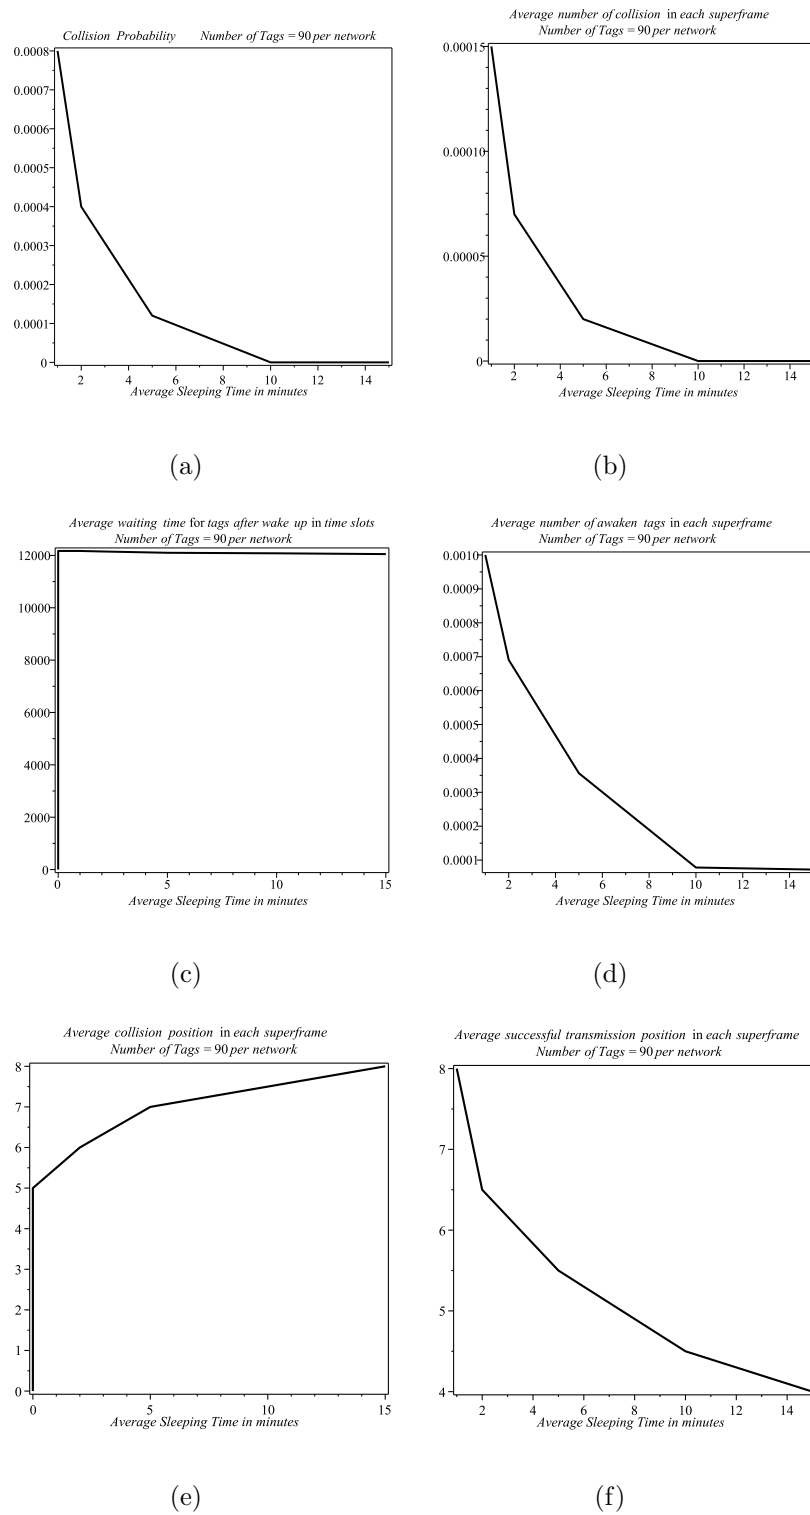 Collision Probability Number of Tags = 90 per network
0.0008
0.0007
0.0006
0.0005
0.0004
0.0003
0.0002
0.0001
0
2 4 6 8 10 12 14
Average Sleeping Time in minutes
(a)
Average number of collision in each superframe
Number of Tags = 90 per network
0.00015
0.00010
0.00005
0
2 4 6 8 10 12 14
Average Sleeping Time in minutes
(b)
Average waiting time for tags after wake up in time slots
Number of Tags = 90 per network
12000
10000
8000
6000
4000
2000
0
0 5 10 15
Average Sleeping Time in minutes
(c)
Average number of awaken tags in each superframe
Number of Tags = 90 per network
0.0010
0.0009
0.0008
0.0007
0.0006
0.0005
0.0004
0.0003
0.0002
0.0001
2 4 6 8 10 12 14
Average Sleeping Time in minutes
(d)
Average collision position in each superframe
Number of Tags = 90 per network
8
7
6
5
4
3
2
1
0
0 5 10 15
Average Sleeping Time in minutes
(e)
Average successful transmission position in each superframe
Number of Tags = 90 per network
8
7
6
5
4
2 4 6 8 10 12 14
Average Sleeping Time in minutes
(f)